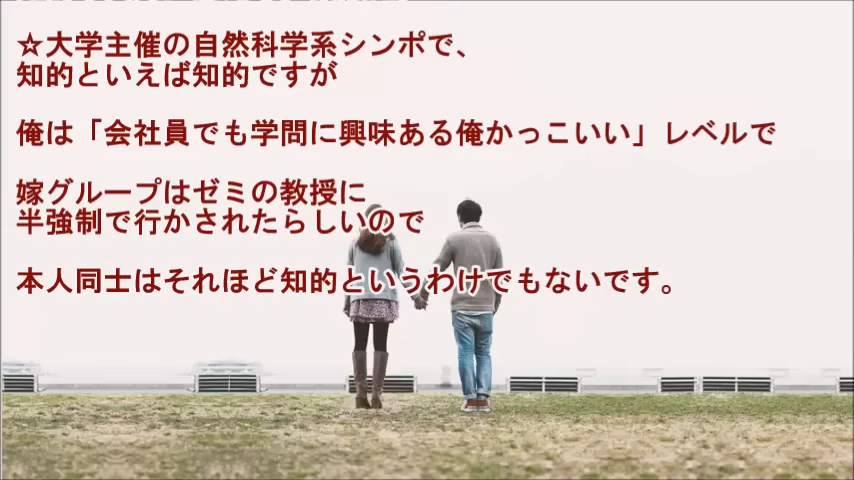 ☆大学主催の自然科学系シンポで、
知的といえば知的ですが
俺は「会社員でも学問に興味ある俺かっこいい」レベルで
嫁グループはゼミの教授に
半強制で行かされたらしいので
本人同士はそれほど知的というわけでもないです。